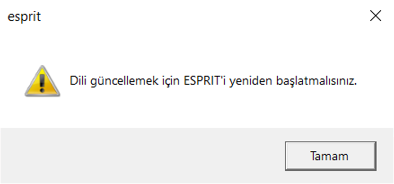 esprit
Dili güncellemek için ESPRIT'i yeniden başlatmalısınız.
Tamam